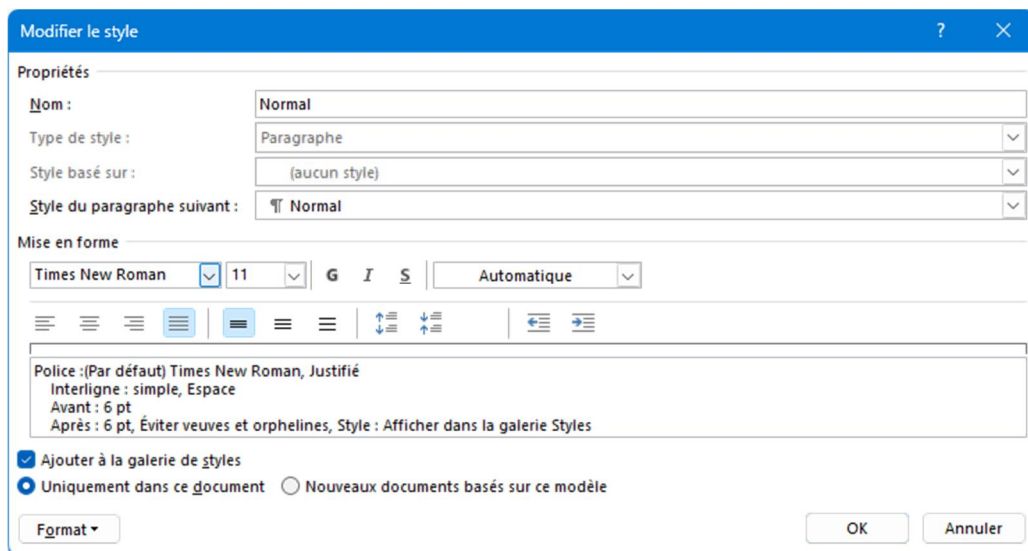 Modifier le style ?
Propriétés
Nom : Normal
Type de style : Paragraphe
Style basé sur : (aucun style)
Style du paragraphe suivant : ¶ Normal
Mise en forme
Times New Roman 11 G I S Automatique
Police :(Par défaut) Times New Roman, Justifié
Interligne : simple, Espace
Avant : 6 pt
Après : 6 pt, Éviter veuves et orphelines, Style : Afficher dans la galerie Styles
Ajouter à la galerie de styles
Uniquement dans ce document Nouveaux documents basés sur ce modèle
Format OK Annuler